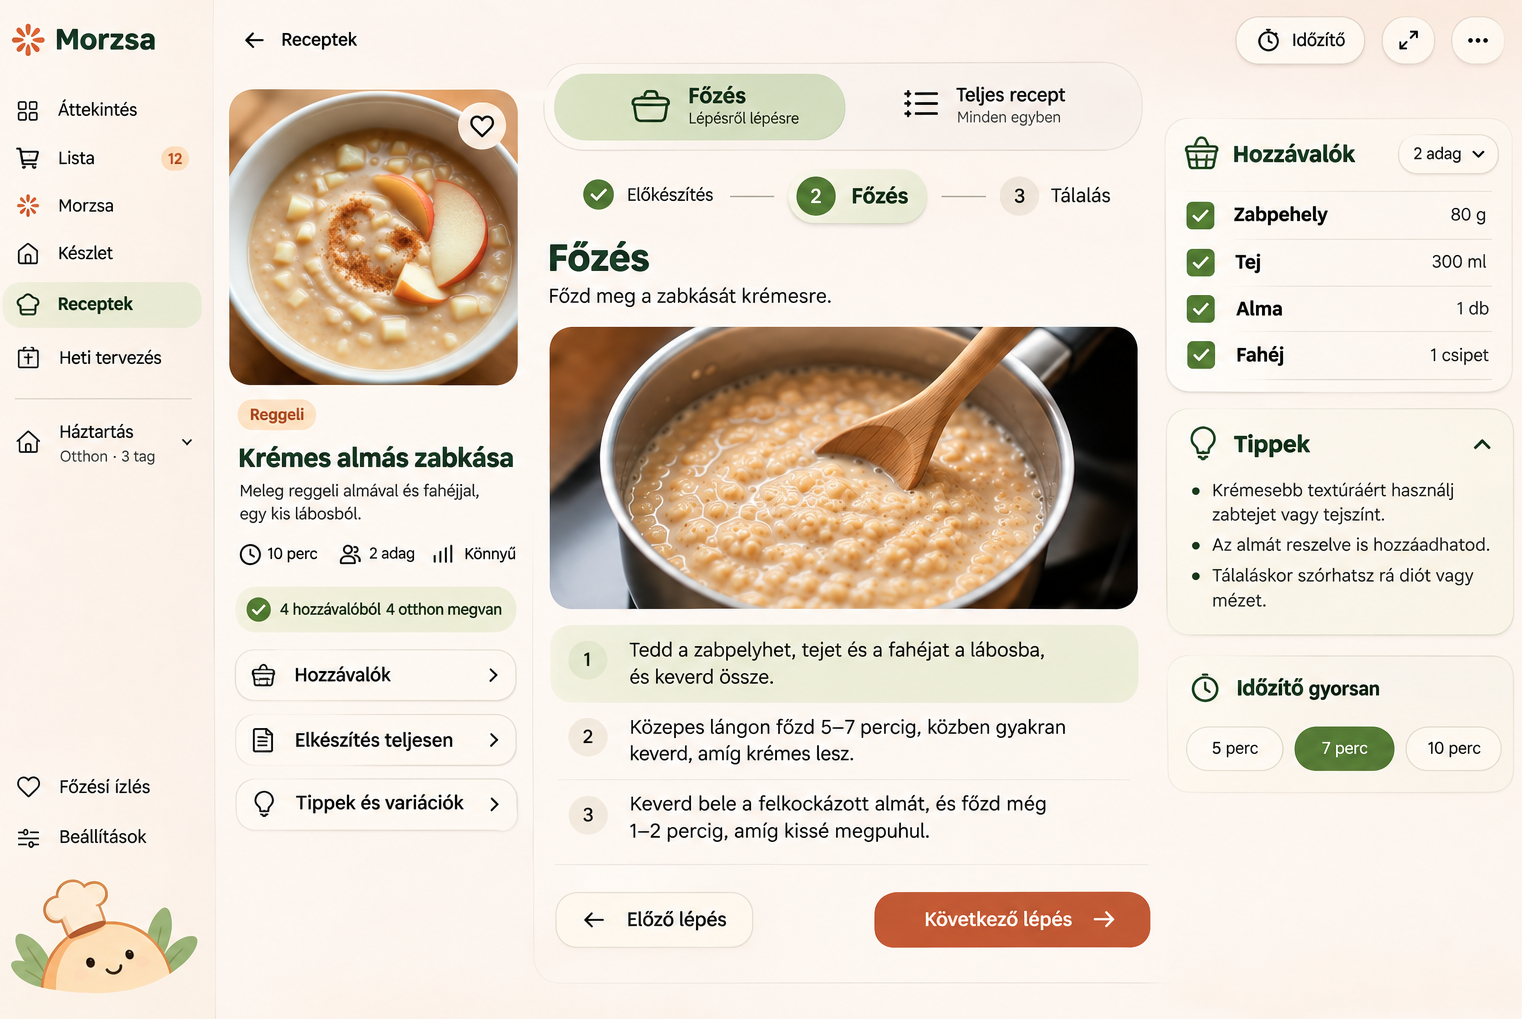 Morzsa
Áttekintés
Lista 12
Morzsa
Készlet
Receptek
Heti tervezés
Háztartás
Otthon · 3 tag
Főzési ízlés
Beállítások
Receptek
Reggeli
Krémes almás zabkása
Meleg reggeli almával és fahéjjal,
egy kis lábosból.
10 perc 2 adag Könnyű
4 hozzávalóból 4 otthon megvan
Hozzávalók
Elkészítés teljesen
Tippek és variációk
Főzés
Lépésről lépésre
Teljes recept
Minden egyben
Előkészítés 2 Főzés 3 Tálalás
Főzés
Főzd meg a zabkását krémesre.
1 Tedd a zabpelyhet, tejet és a fahéjat a lábosba,
és keverd össze.
2 Közepes lángon főzd 5–7 percig, közben gyakran
keverd, amíg krémes lesz.
3 Keverd bele a felkockázott almát, és főzd még
1–2 percig, amíg kissé megpuhul.
Előző lépés
Következő lépés
Időzítő
Hozzávalók 2 adag
Zabpehely 80 g
Tej 300 ml
Alma 1 db
Fahéj 1 csipet
Tippek
Krémesebb textúráért használj
zabtejet vagy tejszínt.
Az almát reszelve is hozzáadhatod.
Tálaláskor szórhatsz rá diót vagy
mézet.
Időzítő gyorsan
5 perc 7 perc 10 perc